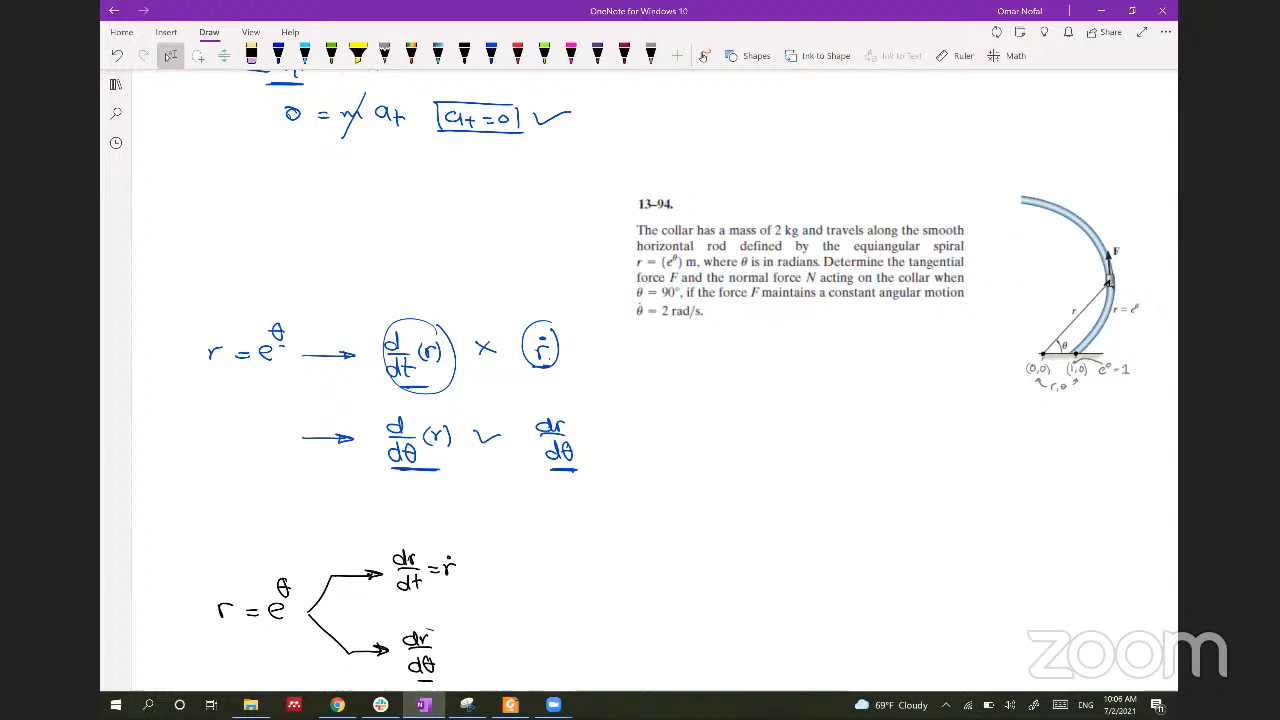 OneNote for Windows 10
Omar Nofal
Home Insert Draw View Help
Share
Shapes
Ink to Shape
Ink to Text
Ruler
Math
0 = m at at=0 ✓
13–94.
The collar has a mass of 2 kg and travels along the smooth
horizontal rod defined by the equiangular spiral
r = (e^θ) m, where θ is in radians. Determine the tangential
force F and the normal force N acting on the collar when
θ = 90°, if the force F maintains a constant angular motion
θ̇ = 2 rad/s.
F
r
r = e^θ
θ
(0,0) (1,0) e⁰=1
r,θ
r = e^θ → d/dt (r) × ṙ
→ d/dθ (r) ✓ dr/dθ
dr/dt = ṙ
r = e^θ
dr/dθ
zoom
69°F Cloudy
10:06 AM
7/2/2021